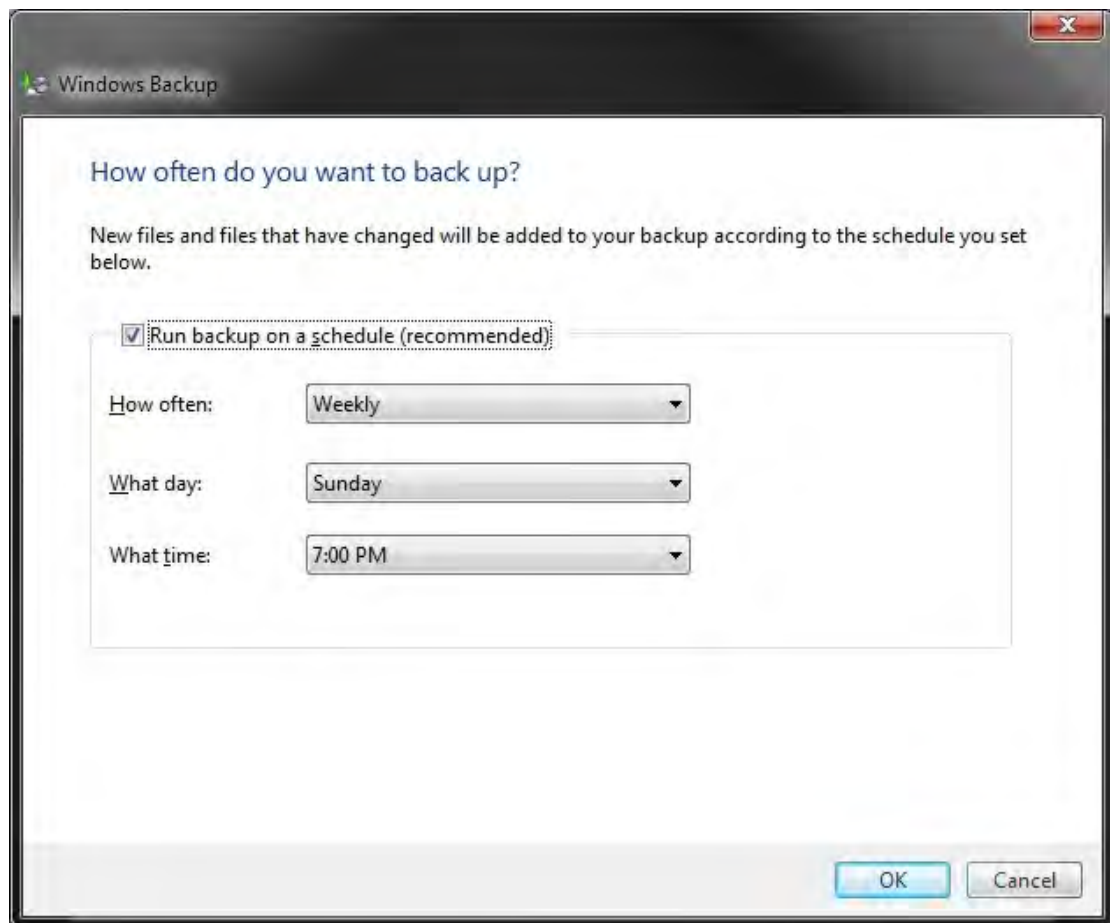 Windows Backup
How often do you want to back up?
New files and files that have changed will be added to your backup according to the schedule you set
below.
Run backup on a schedule (recommended)
How often: Weekly
What day: Sunday
What time: 7:00 PM
OK Cancel